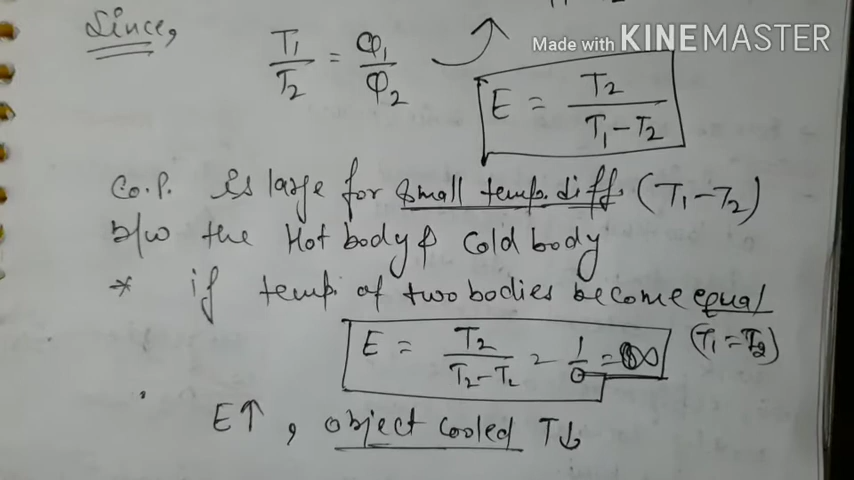 Since,
Made with KINEMASTER
T1/T2 = φ1/φ2
E = T2/(T1-T2)
Co.P. is large for small temp. diff. (T1-T2)
b/w the Hot body & Cold body
* if temp. of two bodies become equal
(T1=T2)
E = T2/(T2-T2) = 1/0 = ∞
E↑, object cooled T↓